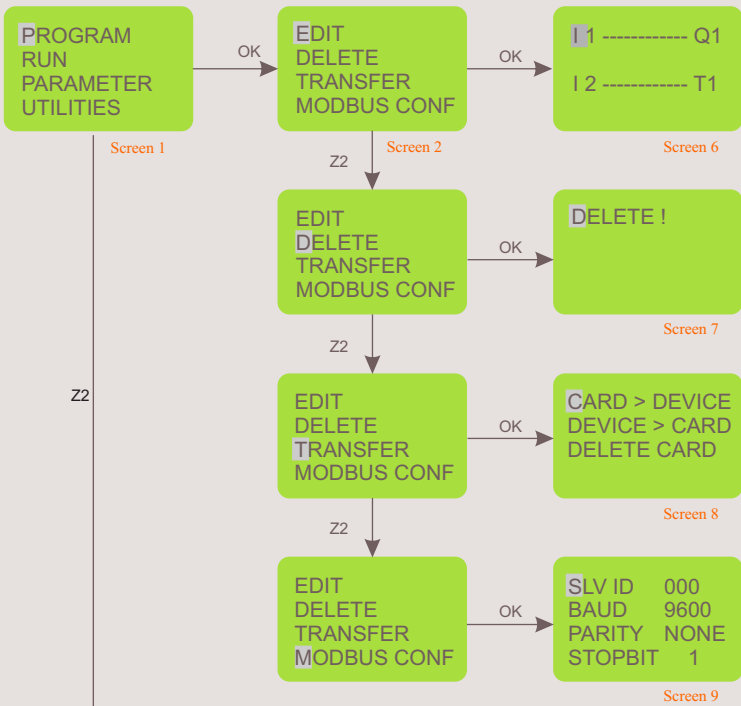 PROGRAM
RUN
PARAMETER
UTILITIES
Screen 1
OK
EDIT
DELETE
TRANSFER
MODBUS CONF
Screen 2
OK
I 1 ------------ Q1
I 2 ------------ T1
Screen 6
Z2
EDIT
DELETE
TRANSFER
MODBUS CONF
OK
DELETE !
Screen 7
Z2
Z2
EDIT
DELETE
TRANSFER
MODBUS CONF
OK
CARD > DEVICE
DEVICE > CARD
DELETE CARD
Screen 8
Z2
EDIT
DELETE
TRANSFER
MODBUS CONF
OK
SLV ID 000
BAUD 9600
PARITY NONE
STOPBIT 1
Screen 9